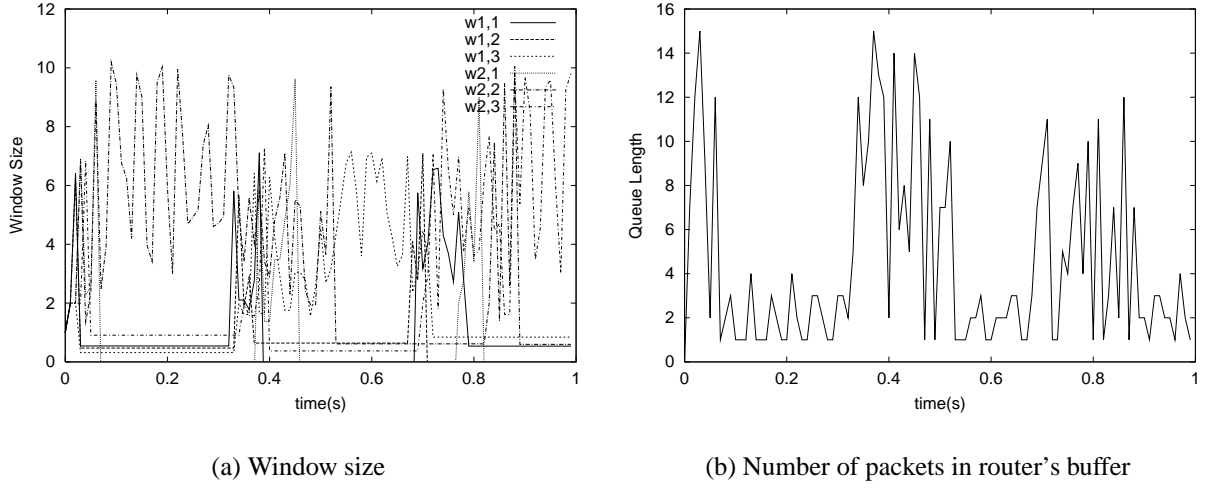 12
10
8
6
4
2
0
Window Size
w1,1
w1,2
w1,3
w2,1
w2,2
w2,3
0 0.2 0.4 0.6 0.8 1
time(s)
(a) Window size
16
14
12
10
8
6
4
2
0
Queue Length
0 0.2 0.4 0.6 0.8 1
time(s)
(b) Number of packets in router's buffer